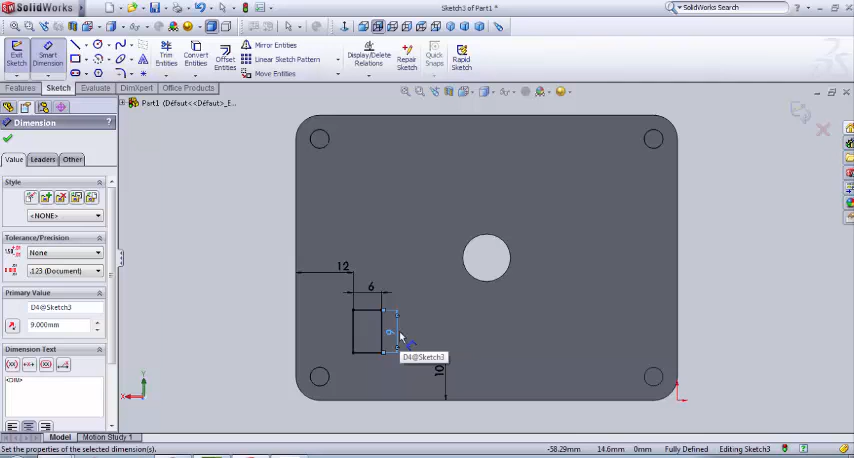 SolidWorks
Sketch3 of Part1 *
SolidWorks Search
Exit Sketch
Smart Dimension
Trim Entities
Convert Entities
Offset Entities
Mirror Entities
Linear Sketch Pattern
Move Entities
Display/Delete Relations
Repair Sketch
Quick Snaps
Rapid Sketch
Features Sketch Evaluate DimXpert Office Products
Part1 (Défaut<<Défaut>_E...
Dimension
Value Leaders Other
Style
<NONE>
Tolerance/Precision
None
.123 (Document)
Primary Value
D4@Sketch3
9.000mm
Dimension Text
<DIM>
12
6
9
D4@Sketch3
10
Y
X
Model Motion Study 1
Set the properties of the selected dimension(s).
-58.29mm 14.6mm 0mm Fully Defined Editing Sketch3